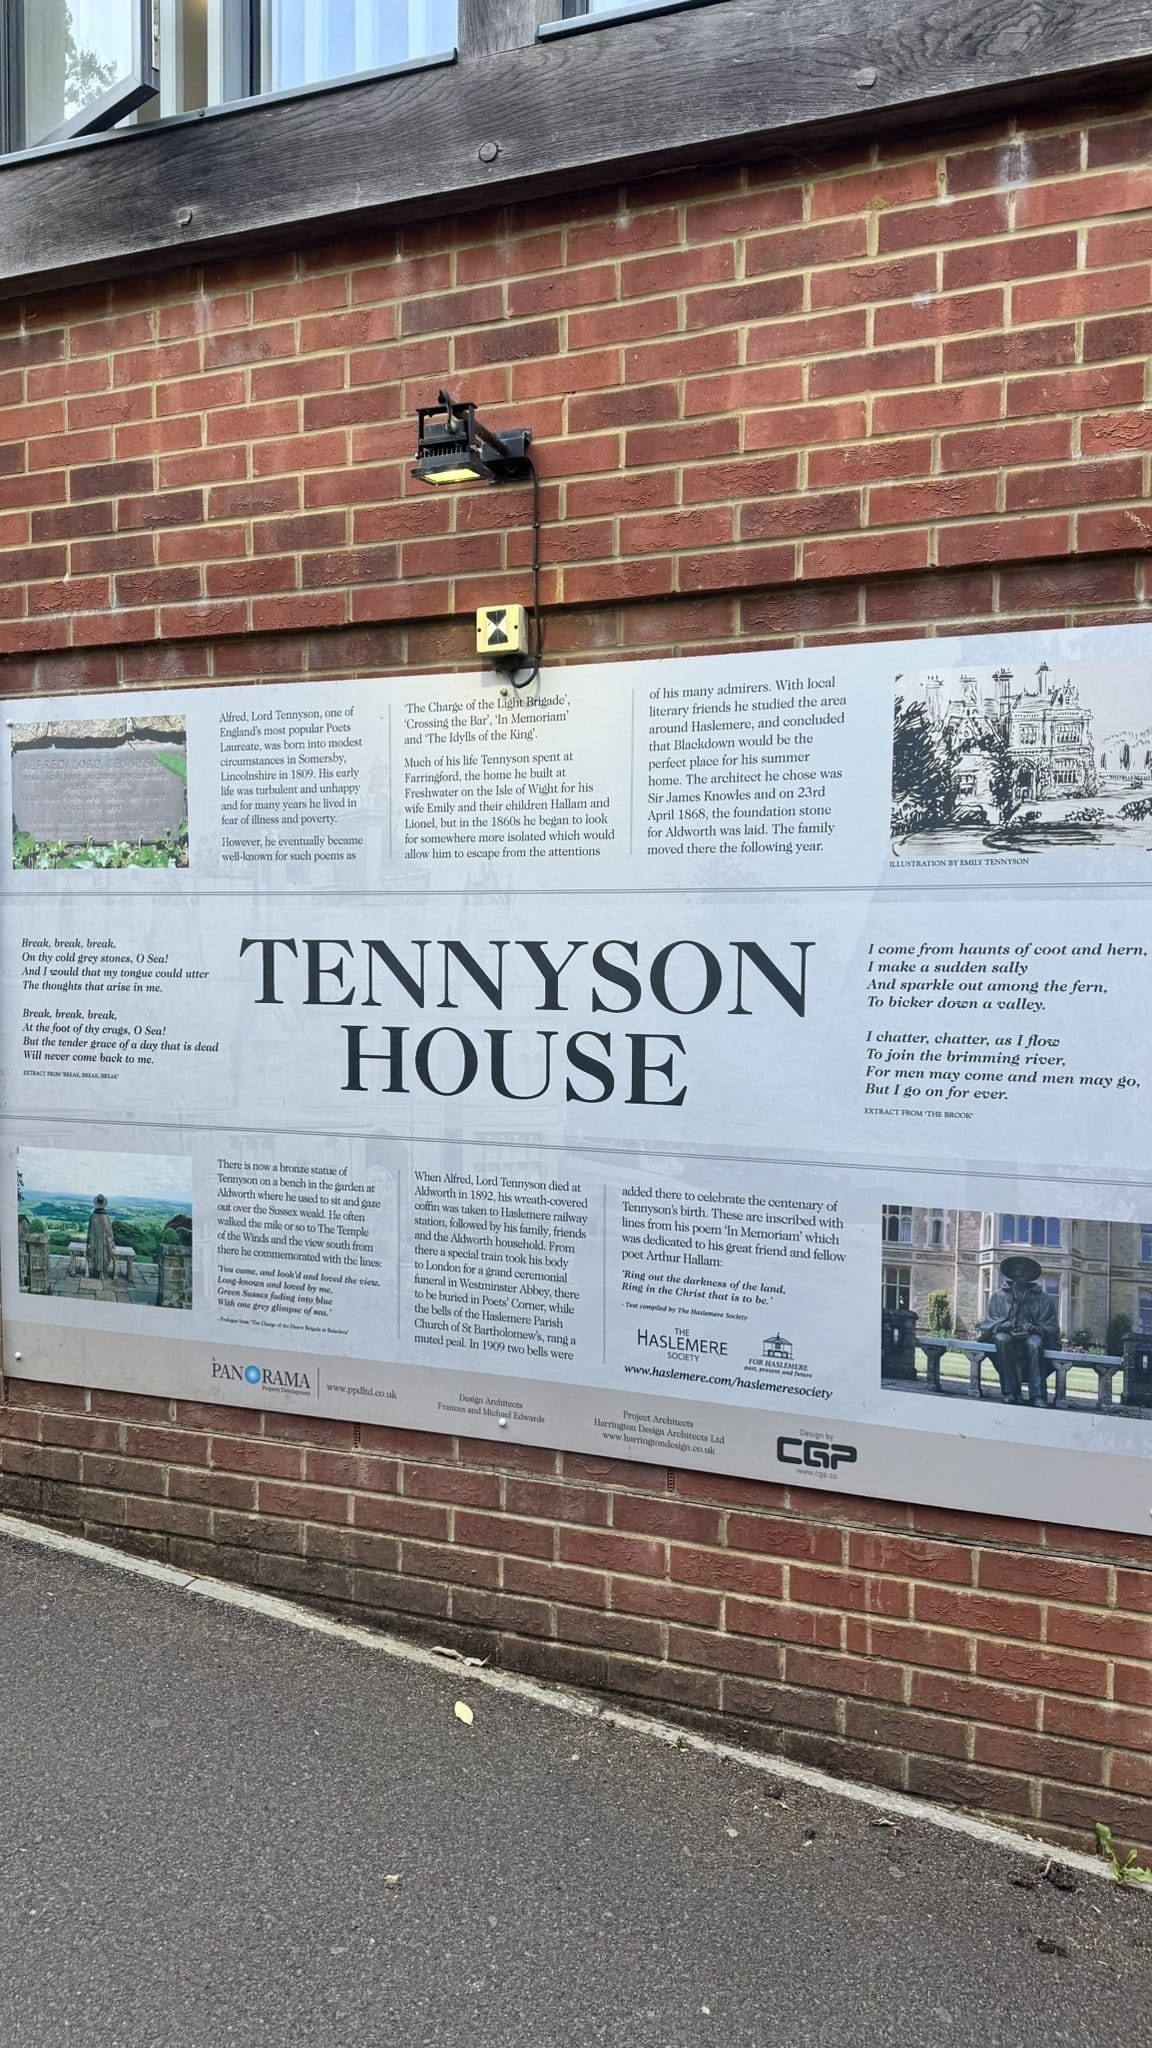 Alfred, Lord Tennyson, one of
England's most popular Poets
Laureate, was born into modest
circumstances in Somersby,
Lincolnshire in 1809. His early
life was turbulent and unhappy
and for many years he lived in
fear of illness and poverty.
However, he eventually became
well-known for such poems as
'The Charge of the Light Brigade',
'Crossing the Bar', 'In Memoriam'
and 'The Idylls of the King'.
Much of his life Tennyson spent at
Farringford, the home he built at
Freshwater on the Isle of Wight for his
wife Emily and their children Hallam and
Lionel, but in the 1860s he began to look
for somewhere more isolated which would
allow him to escape from the attentions
of his many admirers. With local
literary friends he studied the area
around Haslemere, and concluded
that Blackdown would be the
perfect place for his summer
home. The architect he chose was
Sir James Knowles and on 23rd
April 1868, the foundation stone
for Aldworth was laid. The family
moved there the following year.
ALFRED LORD TENNYSON
ILLUSTRATION BY EMILY TENNYSON
Break, break, break,
On thy cold grey stones, O Sea!
And I would that my tongue could utter
The thoughts that arise in me.
Break, break, break,
At the foot of thy crags, O Sea!
But the tender grace of a day that is dead
Will never come back to me.
EXTRACT FROM 'BREAK, BREAK, BREAK'
TENNYSON
HOUSE
I come from haunts of coot and hern,
I make a sudden sally
And sparkle out among the fern,
To bicker down a valley.
I chatter, chatter, as I flow
To join the brimming river,
For men may come and men may go,
But I go on for ever.
EXTRACT FROM 'THE BROOK'
There is now a bronze statue of
Tennyson on a bench in the garden at
Aldworth where he used to sit and gaze
out over the Sussex weald. He often
walked the mile or so to The Temple
of the Winds and the view south from
there he commemorated with the lines:
'You came, and look'd and loved the view,
Long-known and loved by me,
Green Sussex fading into blue
With one grey glimpse of sea.'
- Prologue from 'The Charge of the Heavy Brigade at Balaclava'
When Alfred, Lord Tennyson died at
Aldworth in 1892, his wreath-covered
coffin was taken to Haslemere railway
station, followed by his family, friends
and the Aldworth household. From
there a special train took his body
to London for a grand ceremonial
funeral in Westminster Abbey, there
to be buried in Poets' Corner, while
the bells of the Haslemere Parish
Church of St Bartholomew's, rang a
muted peal. In 1909 two bells were
added there to celebrate the centenary of
Tennyson's birth. These are inscribed with
lines from his poem 'In Memoriam' which
was dedicated to his great friend and fellow
poet Arthur Hallam:
'Ring out the darkness of the land,
Ring in the Christ that is to be.'
- Text compiled by The Haslemere Society
THE
HASLEMERE
SOCIETY
FOR HASLEMERE
past, present and future
www.haslemere.com/haslemeresociety
A
PANORAMA
Property Development
www.ppdltd.co.uk
Design Architects
Frances and Michael Edwards
Project Architects
Harrington Design Architects Ltd
www.harringtondesign.co.uk
Design by
CGP
www.cgp.co